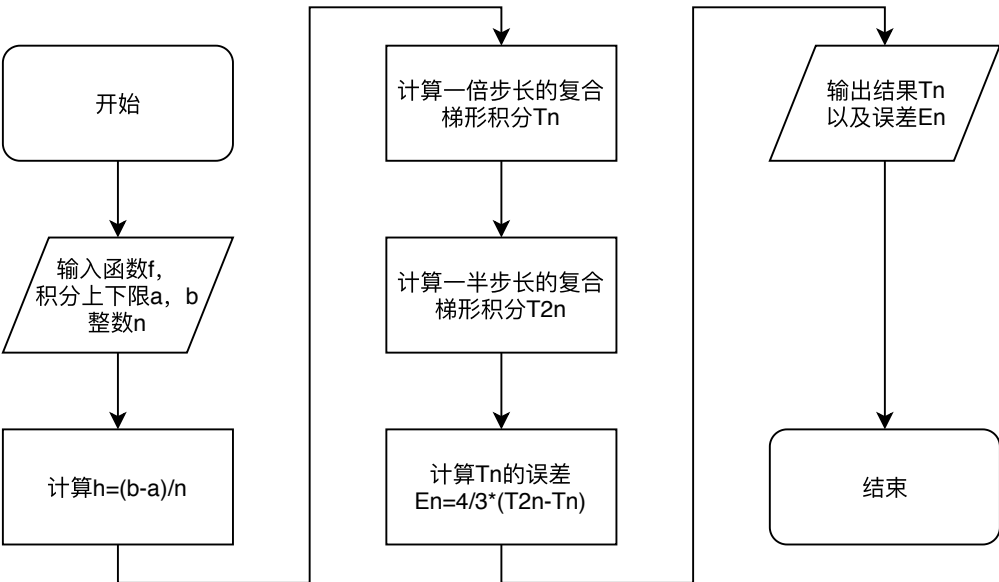 开始
输入函数f，
积分上下限a，b
整数n
计算h=(b-a)/n
计算一倍步长的复合
梯形积分Tn
计算一半步长的复合
梯形积分T2n
计算Tn的误差
En=4/3*(T2n-Tn)
输出结果Tn
以及误差En
结束